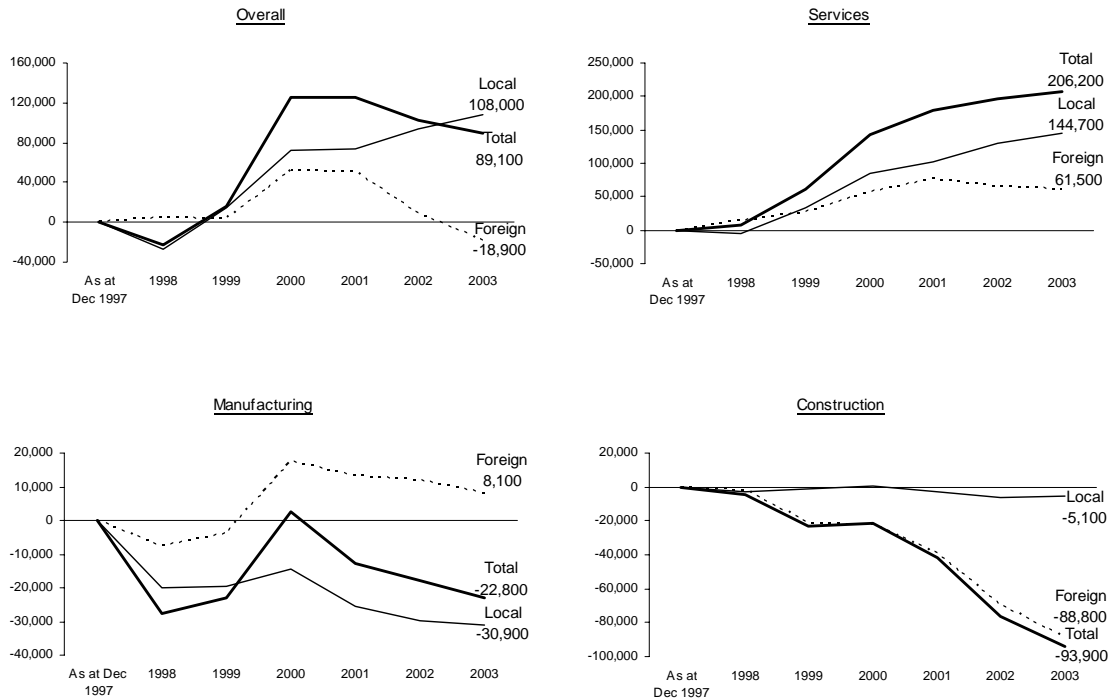 Overall
160,000
120,000
80,000
40,000
0
-40,000
Local
108,000
Total
89,100
Foreign
-18,900
As at
Dec 1997
1998
1999
2000
2001
2002
2003
Services
250,000
200,000
150,000
100,000
50,000
0
-50,000
Total
206,200
Local
144,700
Foreign
61,500
As at
Dec 1997
1998
1999
2000
2001
2002
2003
Manufacturing
20,000
10,000
0
-10,000
-20,000
-30,000
-40,000
Foreign
8,100
Total
-22,800
Local
-30,900
As at Dec
1997
1998
1999
2000
2001
2002
2003
Construction
20,000
0
-20,000
-40,000
-60,000
-80,000
-100,000
Local
-5,100
Foreign
-88,800
Total
-93,900
As at
Dec 1997
1998
1999
2000
2001
2002
2003